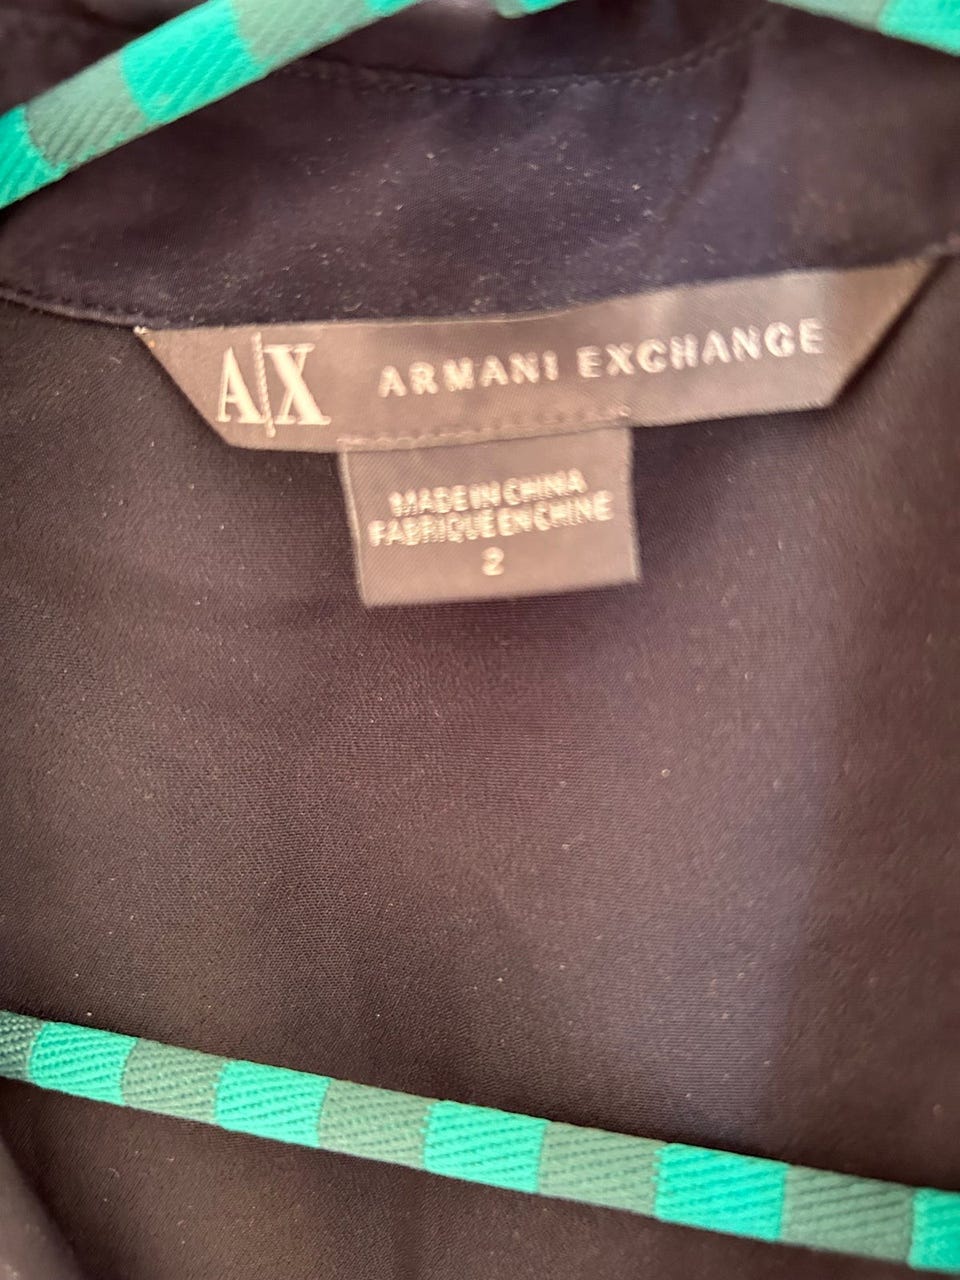 A|X ARMANI EXCHANGE
MADE IN CHINA
FABRIQUE EN CHINE
2